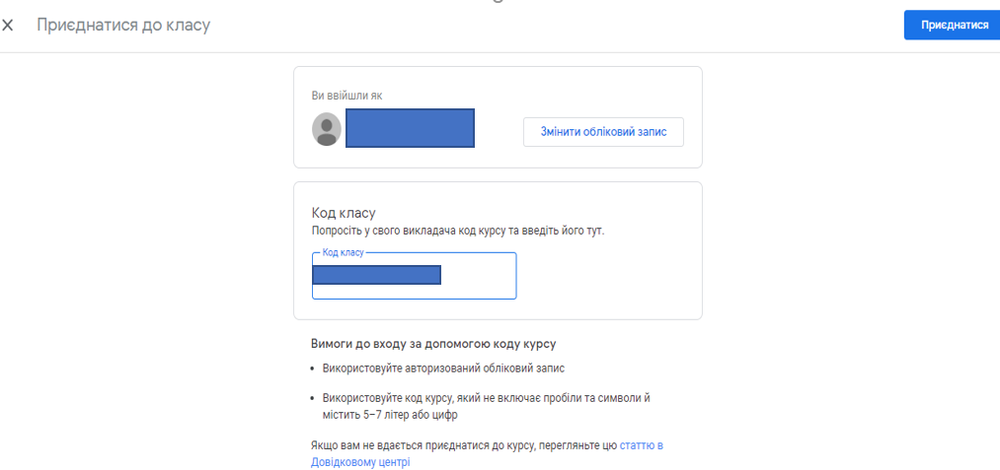 Приєднатися до класу
Приєднатися
Ви ввійшли як
Змінити обліковий запис
Код класу
Попросіть у свого викладача код курсу та введіть його тут.
Код класу
Вимоги до входу за допомогою коду курсу
• Використовуйте авторизований обліковий запис
• Використовуйте код курсу, який не включає пробіли та символи й
містить 5–7 літер або цифр
Якщо вам не вдається приєднатися до курсу, перегляньте цю статтю в
Довідковому центрі